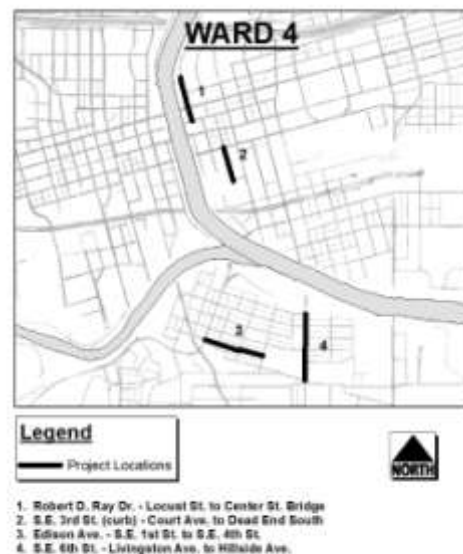 WARD 4
1
2
3
4
Legend
Project Locations
NORTH
1. Robert D. Ray Dr. - Locust St. to Center St. Bridge
2. S.E. 3rd St. (curb) - Court Ave. to Dead End South
3. Edison Ave. - S.E. 1st St. to S.E. 4th St.
4. S.E. 6th St. - Livingston Ave. to Hillside Ave.